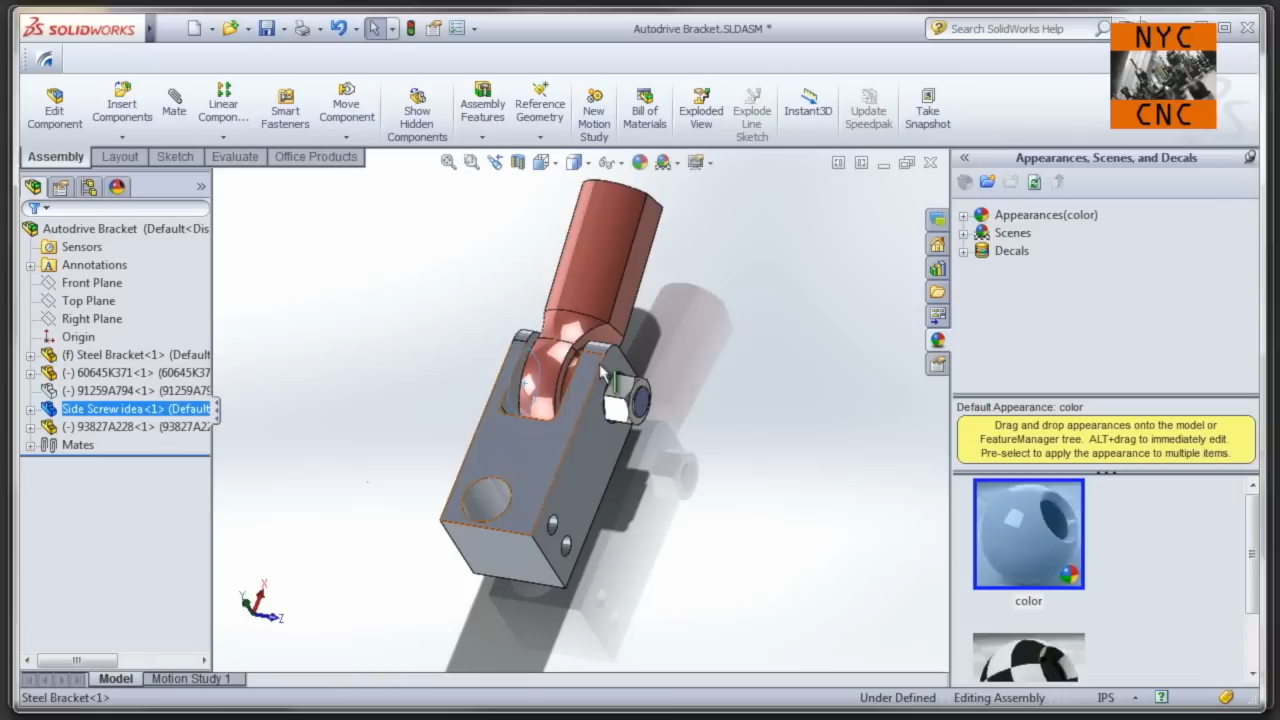 SOLIDWORKS
Autodrive Bracket.SLDASM *
Search SolidWorks Help
NYC
CNC
Edit Component
Insert Components
Mate
Linear Compon...
Smart Fasteners
Move Component
Show Hidden Components
Assembly Features
Reference Geometry
New Motion Study
Bill of Materials
Exploded View
Explode Line Sketch
Instant3D
Update Speedpak
Take Snapshot
Assembly
Layout
Sketch
Evaluate
Office Products
Appearances, Scenes, and Decals
Autodrive Bracket (Default<Dis
Sensors
Annotations
Front Plane
Top Plane
Right Plane
Origin
(f) Steel Bracket<1> (Default
(-) 60645K371<1> (60645K37
(-) 91259A794<1> (91259A79
Side Screw idea<1> (Default
(-) 93827A228<1> (93827A22
Mates
Appearances(color)
Scenes
Decals
Default Appearance: color
Drag and drop appearances onto the model or
FeatureManager tree. ALT+drag to immediately edit.
Pre-select to apply the appearance to multiple items.
color
X
Y
Z
Model
Motion Study 1
Steel Bracket<1>
Under Defined
Editing Assembly
IPS